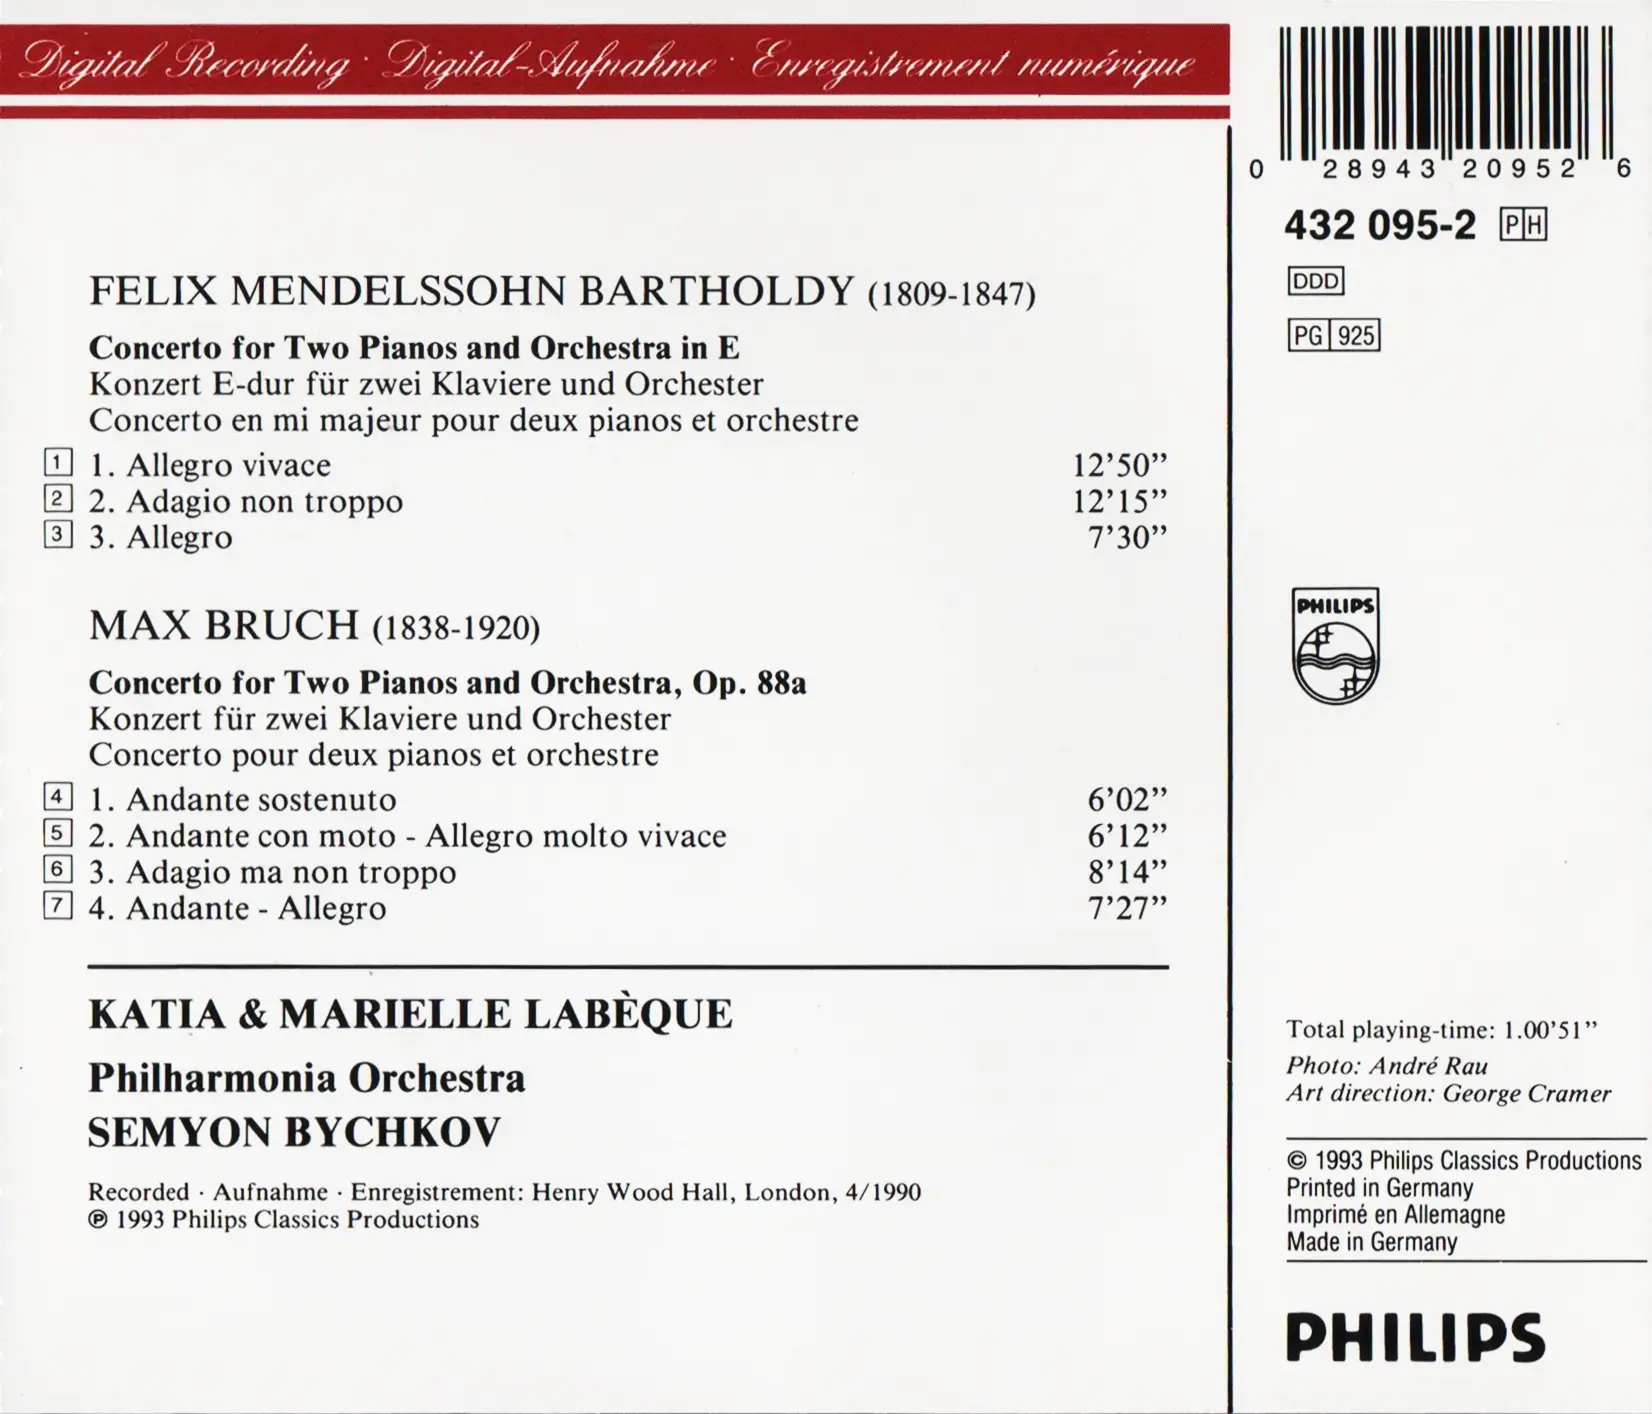 Digital Recording · Digital-Aufnahme · Enregistrement numérique
0 28943 20952 6
432 095-2 PH
DDD
PG 925
FELIX MENDELSSOHN BARTHOLDY (1809-1847)
Concerto for Two Pianos and Orchestra in E
Konzert E-dur für zwei Klaviere und Orchester
Concerto en mi majeur pour deux pianos et orchestre
1 1. Allegro vivace 12’50”
2 2. Adagio non troppo 12’15”
3 3. Allegro 7’30”
MAX BRUCH (1838-1920)
Concerto for Two Pianos and Orchestra, Op. 88a
Konzert für zwei Klaviere und Orchester
Concerto pour deux pianos et orchestre
4 1. Andante sostenuto 6’02”
5 2. Andante con moto - Allegro molto vivace 6’12”
6 3. Adagio ma non troppo 8’14”
7 4. Andante - Allegro 7’27”
KATIA & MARIELLE LABÈQUE
Philharmonia Orchestra
SEMYON BYCHKOV
Recorded · Aufnahme · Enregistrement: Henry Wood Hall, London, 4/1990
℗ 1993 Philips Classics Productions
PHILIPS
Total playing-time: 1.00’51”
Photo: André Rau
Art direction: George Cramer
© 1993 Philips Classics Productions
Printed in Germany
Imprimé en Allemagne
Made in Germany
PHILIPS